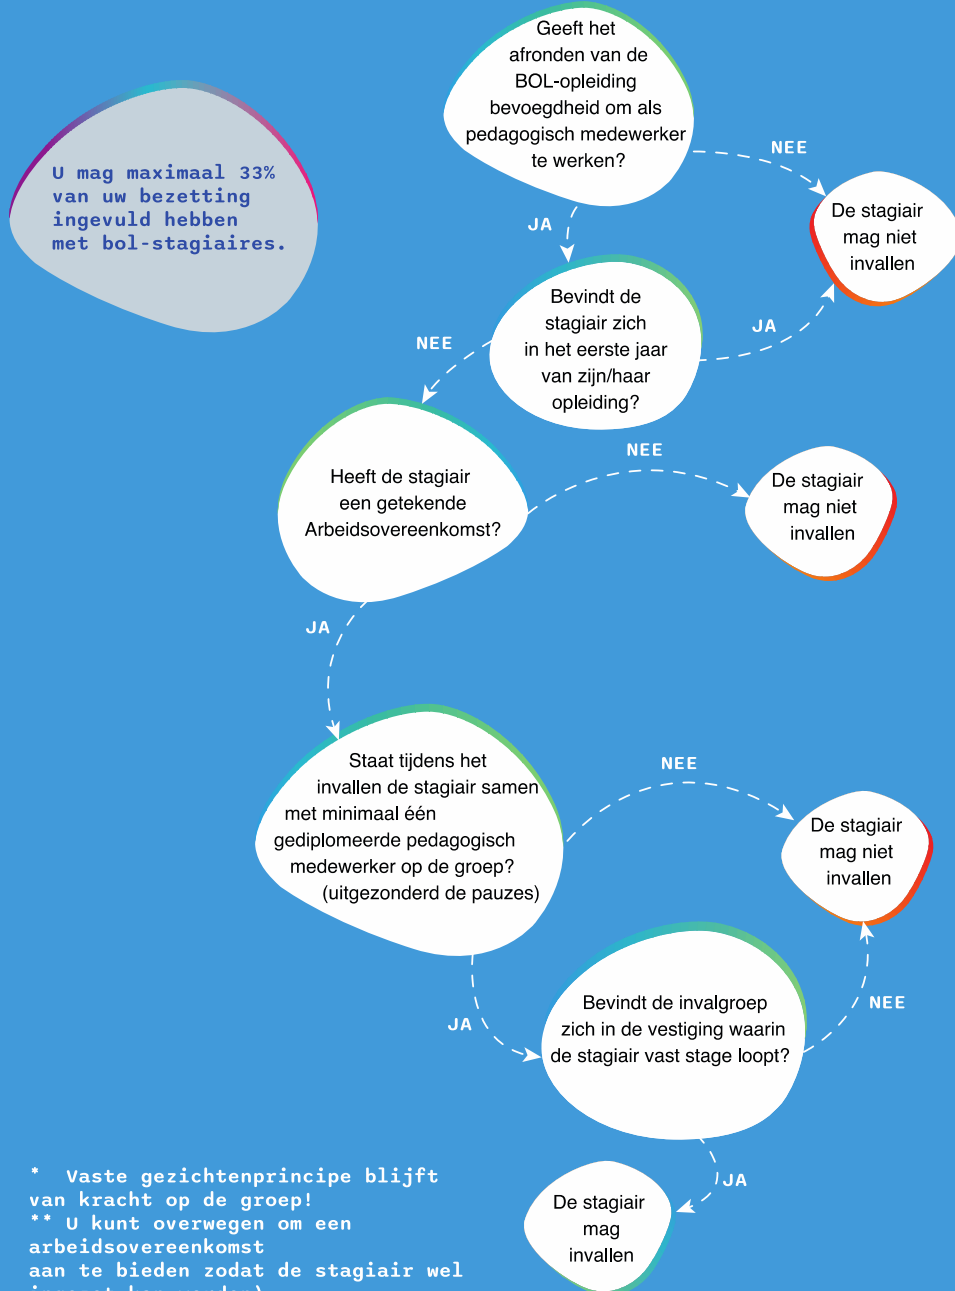 Geeft het
afronden van de
BOL-opleiding
bevoegdheid om als
pedagogisch medewerker
te werken?
NEE
U mag maximaal 33%
van uw bezetting
ingevuld hebben
met bol-stagiaires.
De stagiair
mag niet
invallen
JA
Bevindt de
stagiair zich
in het eerste jaar
van zijn/haar
opleiding?
JA
NEE
Heeft de stagiair
een getekende
Arbeidsovereenkomst?
NEE
De stagiair
mag niet
invallen
JA
Staat tijdens het
invallen de stagiair samen
met minimaal één
gediplomeerde pedagogisch
medewerker op de groep?
(uitgezonderd de pauzes)
NEE
De stagiair
mag niet
invallen
JA
Bevindt de invalgroep
zich in de vestiging waarin
de stagiair vast stage loopt?
NEE
JA
De stagiair
mag
invallen
* Vaste gezichtenprincipe blijft
van kracht op de groep!
** U kunt overwegen om een
arbeidsovereenkomst
aan te bieden zodat de stagiair wel